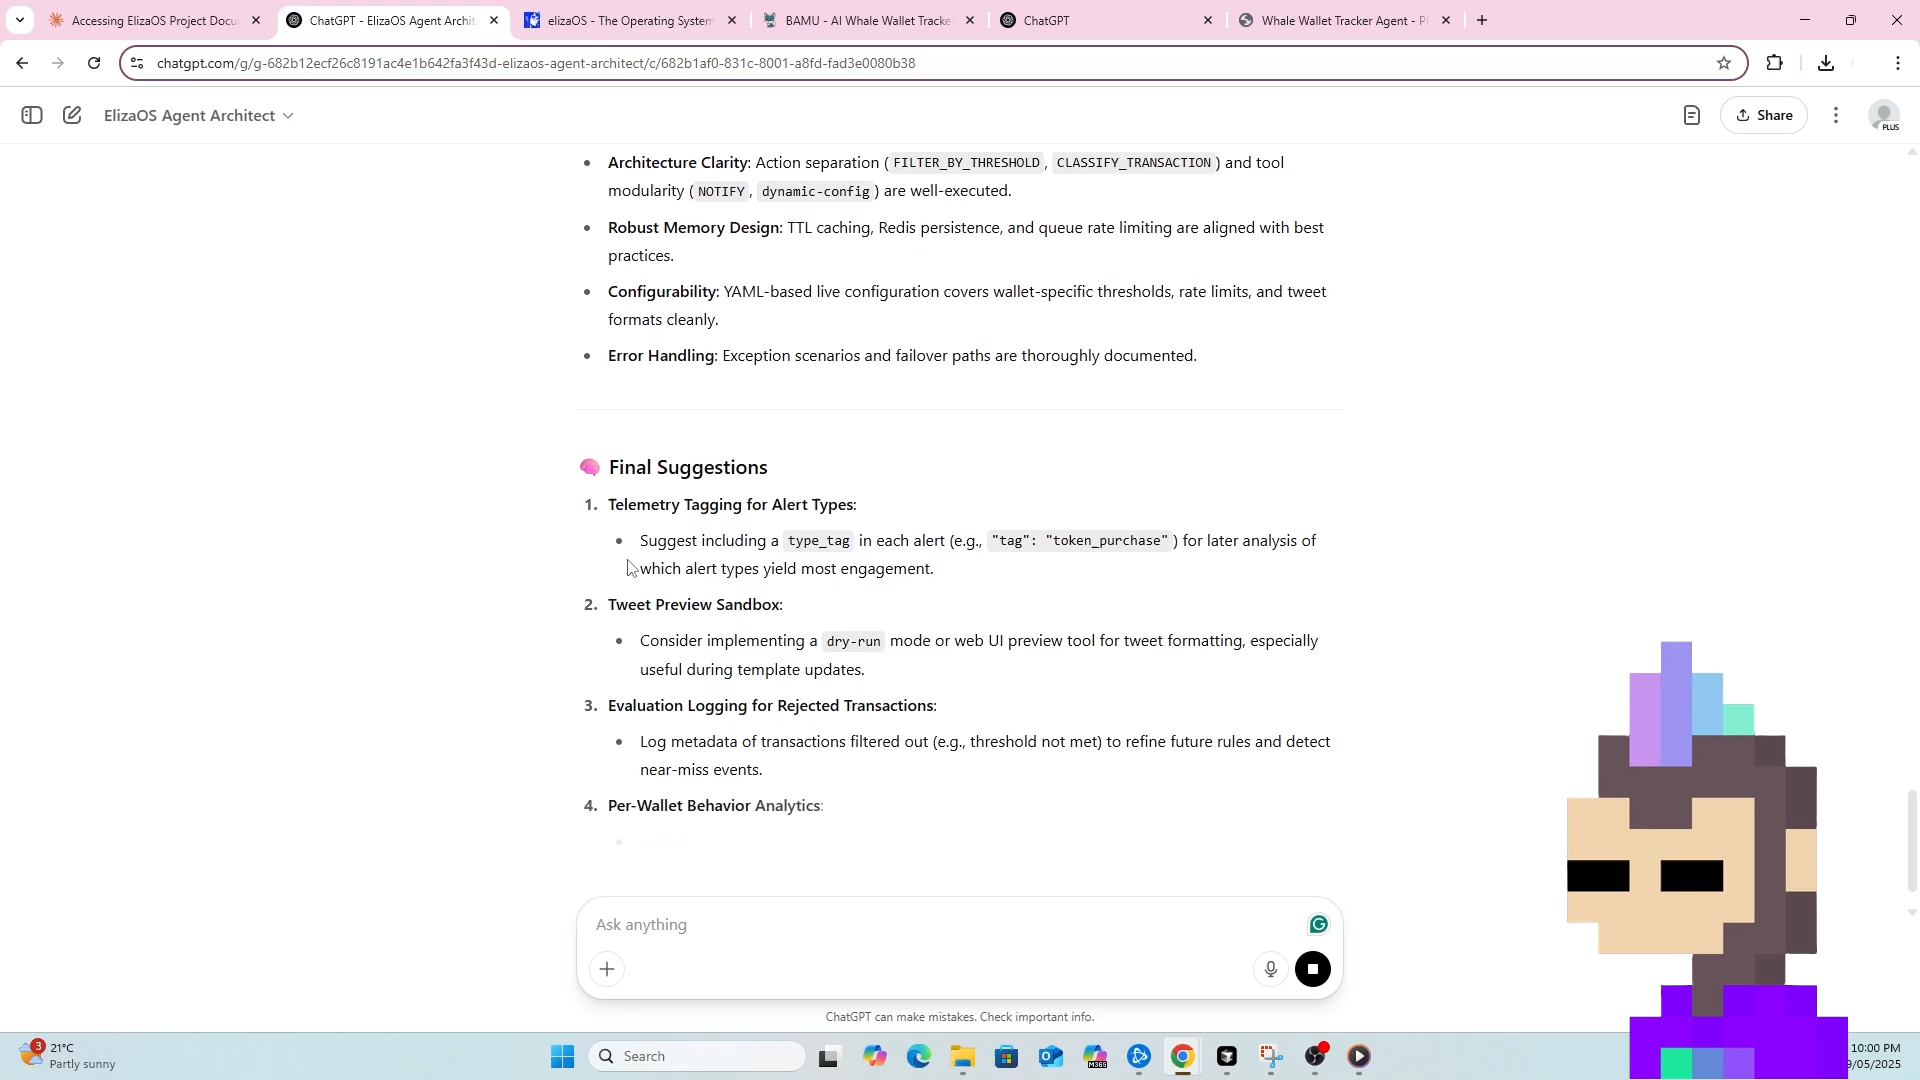 Accessing ElizaOS Project Docu
ChatGPT - ElizaOS Agent Archit
elizaOS - The Operating System
BAMU - AI Whale Wallet Tracke
ChatGPT
Whale Wallet Tracker Agent - P
chatgpt.com/g/g-682b12ecf26c8191ac4e1b642fa3f43d-elizaos-agent-architect/c/682b1af0-831c-8001-a8fd-fad3e0080b38
ElizaOS Agent Architect
Share
PLUS
Architecture Clarity: Action separation (FILTER_BY_THRESHOLD, CLASSIFY_TRANSACTION) and tool
modularity (NOTIFY, dynamic-config) are well-executed.
Robust Memory Design: TTL caching, Redis persistence, and queue rate limiting are aligned with best
practices.
Configurability: YAML-based live configuration covers wallet-specific thresholds, rate limits, and tweet
formats cleanly.
Error Handling: Exception scenarios and failover paths are thoroughly documented.
Final Suggestions
1. Telemetry Tagging for Alert Types:
Suggest including a type_tag in each alert (e.g., "tag": "token_purchase") for later analysis of
which alert types yield most engagement.
2. Tweet Preview Sandbox:
Consider implementing a dry-run mode or web UI preview tool for tweet formatting, especially
useful during template updates.
3. Evaluation Logging for Rejected Transactions:
Log metadata of transactions filtered out (e.g., threshold not met) to refine future rules and detect
near-miss events.
4. Per-Wallet Behavior Analytics:
Ask anything
ChatGPT can make mistakes. Check important info.
3
21°C
Partly sunny
Search
M365
10:00 PM
9/05/2025